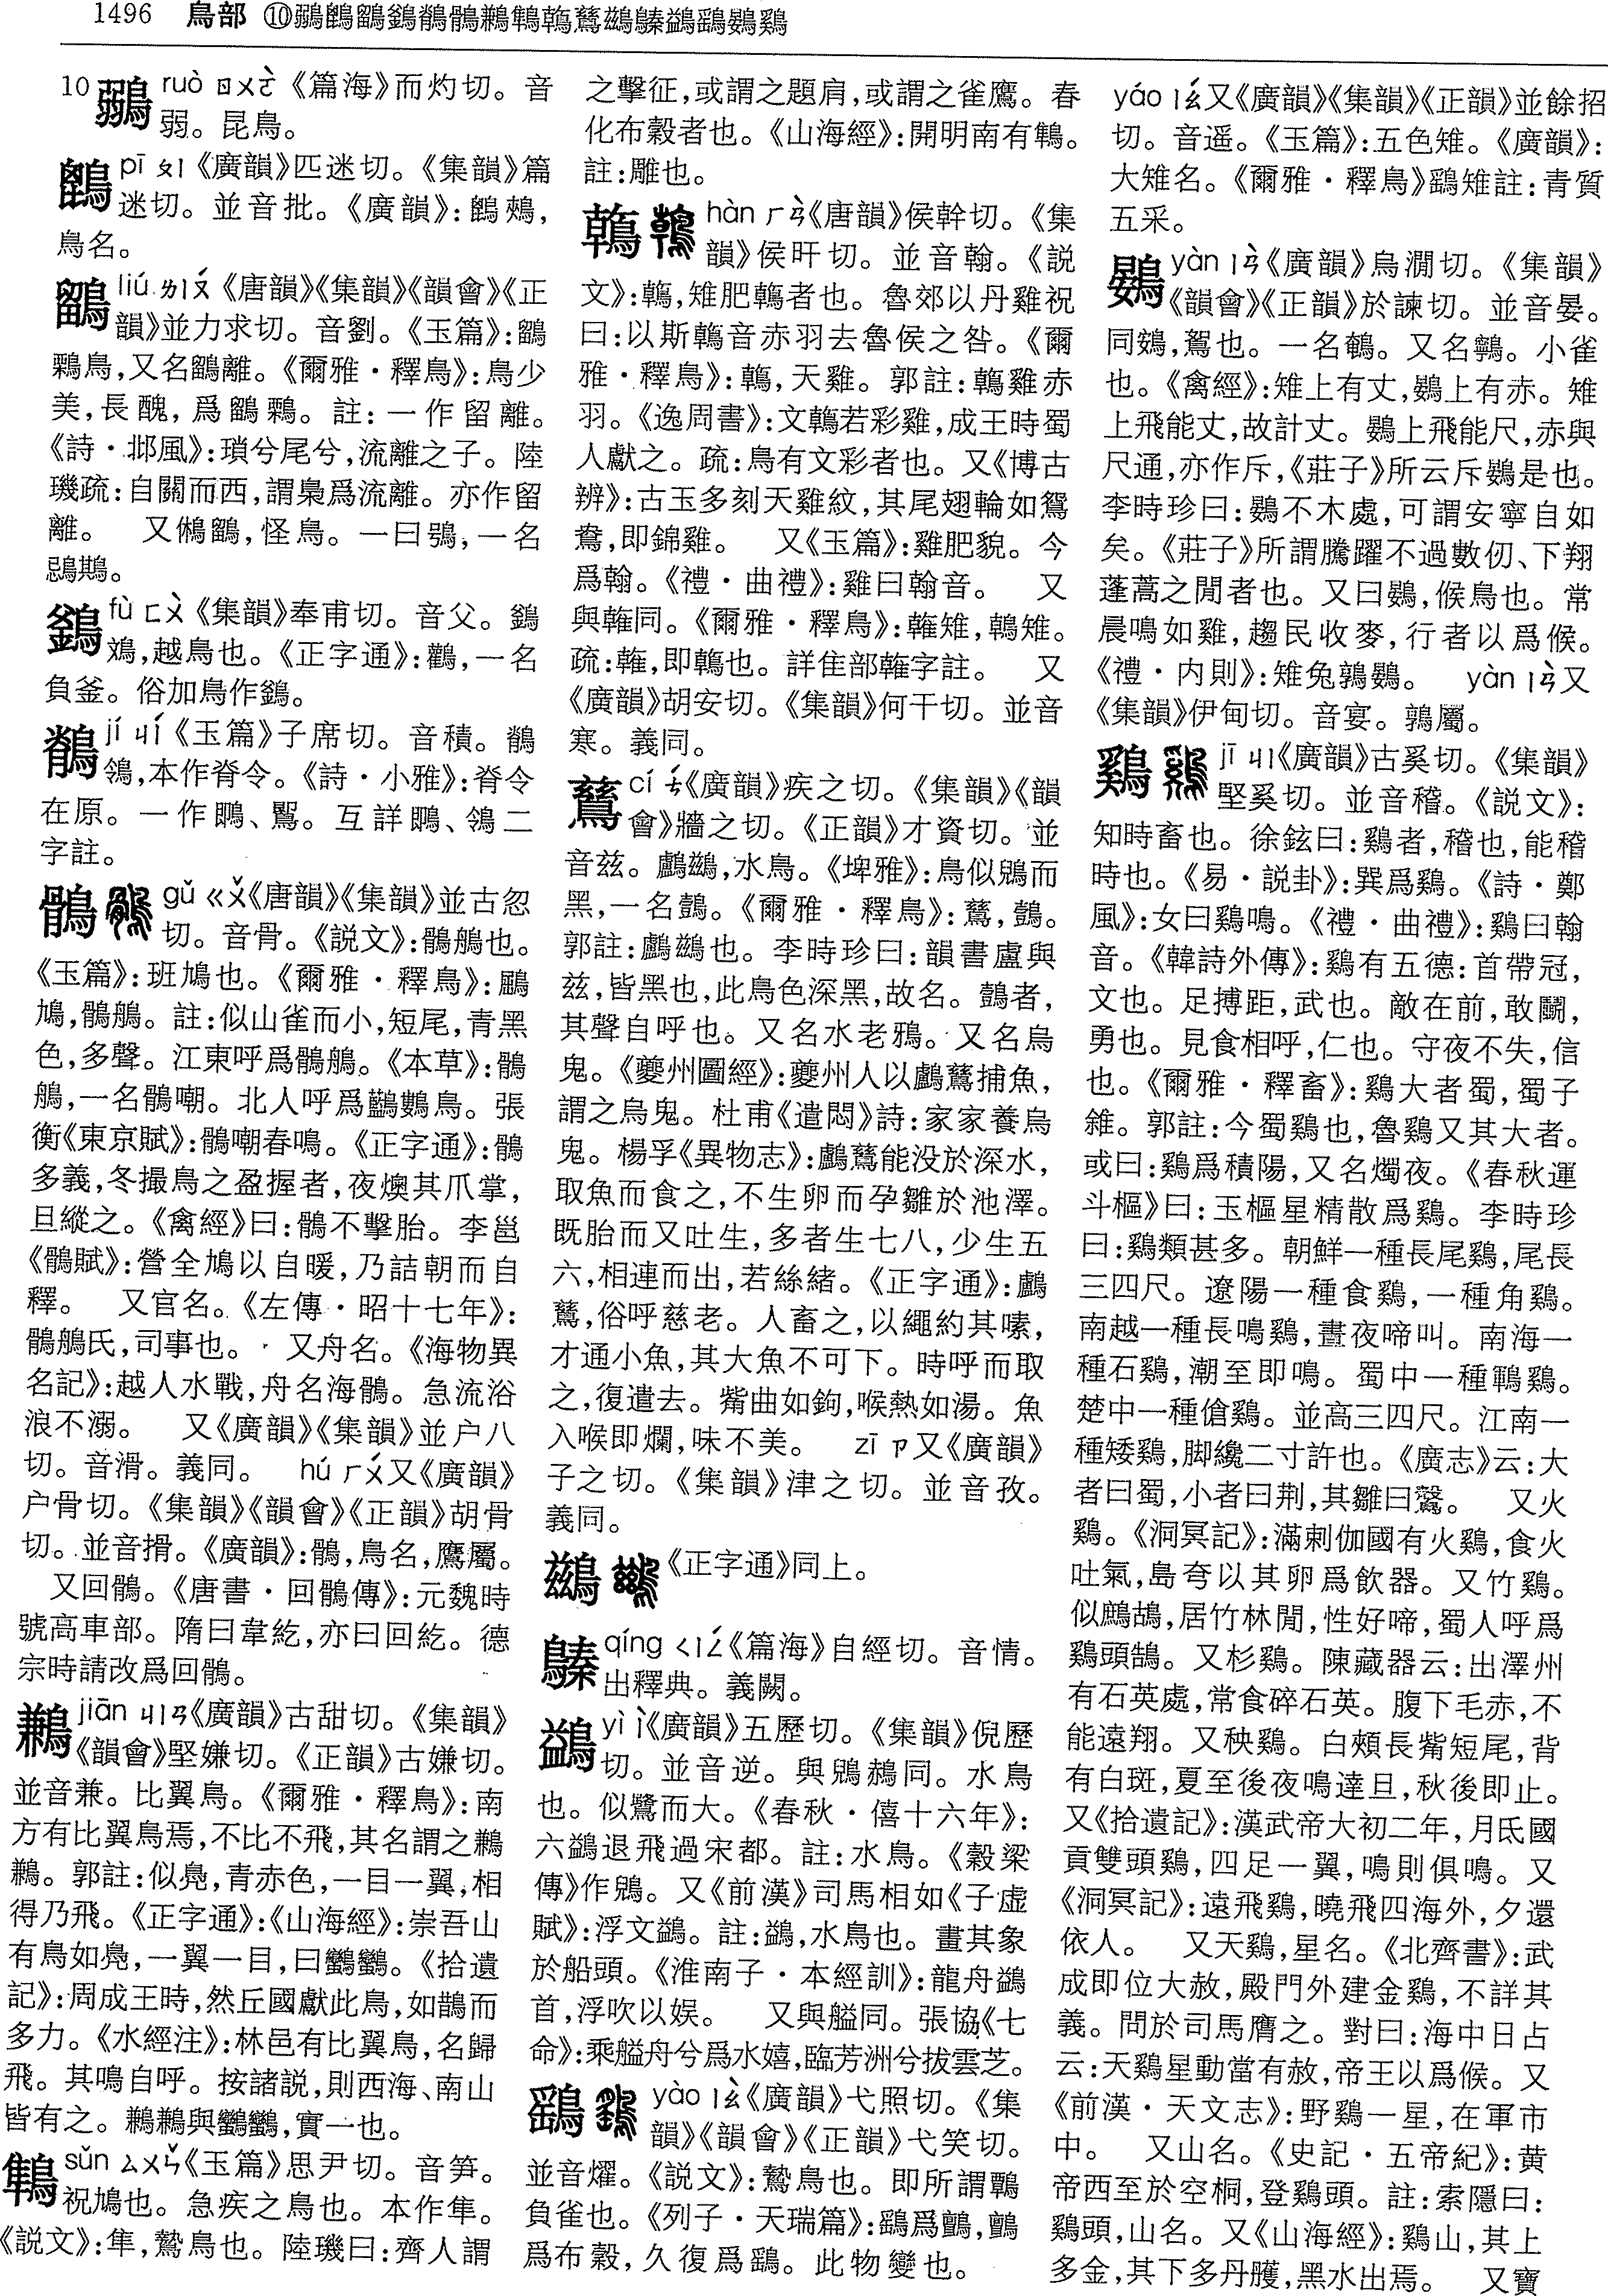 1496 鳥部 ⑩鶸鷝鶹鶜鶺鶻鶼鵻鶾鷀鶿鷋鷁鷂鷃鷄
10 鶸 ruò ㄖㄨㄛˋ《篇海》而灼切。音
弱。昆鳥。
pī ㄆㄧ《廣韻》匹迷切。《集韻》篇
迷切。並音批。《廣韻》:鷝鴂,
鳥名。
鶹 liú ㄌㄧㄡˊ《唐韻》《集韻》《韻會》《正
韻》並力求切。音劉。《玉篇》:鶹
鷅鳥,又名鶹離。《爾雅·釋鳥》:鳥少
美,長醜,爲鶹鷅。註:一作留離。
《詩·邶風》:瑣兮尾兮,流離之子。陸
璣疏:自關而西,謂梟爲流離。亦作留
離。 又鵂鶹,怪鳥。一曰鴞,一名
鶹。
fù ㄈㄨˋ《集韻》奉甫切。音父。
,越鳥也。《正字通》:鸛,一名
負釜。俗加鳥作。
鶺 jí ㄐㄧˊ《玉篇》子席切。音積。鶺
鴒,本作脊令。《詩·小雅》:脊令
在原。一作鵙、鴽。互詳鵙、鴒二
字註。
鶻 gǔ ㄍㄨˇ《唐韻》《集韻》並古忽
切。音骨。《説文》:鶻鵃也。
《玉篇》:班鳩也。《爾雅·釋鳥》:鶌
鳩,鶻鵃。註:似山雀而小,短尾,青黑
色,多聲。江東呼爲鶻鵃。《本草》:鶻
鵃,一名鶻嘲。北人呼爲鷑鳥。張
衡《東京賦》:鶻嘲春鳴。《正字通》:鶻
多義,冬撮鳥之盈握者,夜燠其爪掌,
旦縱之。《禽經》曰:鶻不擊胎。李邕
《鶻賦》:營全鳩以自暖,乃詰朝而自
釋。 又官名。《左傳·昭十七年》:
鶻鵃氏,司事也。 又舟名。《海物異
名記》:越人水戰,舟名海鶻。急流浴
浪不溺。 又《廣韻》《集韻》並户八
切。音滑。義同。 hú ㄏㄨˊ又《廣韻》
户骨切。《集韻》《韻會》《正韻》胡骨
切。並音搰。《廣韻》:鶻,鳥名,鷹屬。
又回鶻。《唐書·回鶻傳》:元魏時
號高車部。隋曰韋紇,亦曰回紇。德
宗時請改爲回鶻。
鶼 jiān ㄐㄧㄢ《廣韻》古甜切。《集韻》
《韻會》堅嫌切。《正韻》古嫌切。
並音兼。比翼鳥。《爾雅·釋鳥》:南
方有比翼鳥焉,不比不飛,其名謂之鶼
鶼。郭註:似鳧,青赤色,一目一翼,相
得乃飛。《正字通》:《山海經》:崇吾山
有鳥如鳧,一翼一目,曰鸓鸓。《拾遺
記》:周成王時,然丘國獻此鳥,如鵲而
多力。《水經注》:林邑有比翼鳥,名歸
飛。其鳴自呼。按諸説,則西海、南山
皆有之。鶼鶼與鸓鸓,實一也。
sǔn ㄙㄨㄣˇ《玉篇》思尹切。音笋。
祝鳩也。急疾之鳥也。本作隼。
《説文》:隼,鷙鳥也。陸璣曰:齊人謂
之擊征,或謂之題肩,或謂之雀鷹。春
化布穀者也。《山海經》:開明南有鶽。
註:雕也。
鶾 hàn ㄏㄢˋ《唐韻》侯幹切。《集
韻》侯旰切。並音翰。《説
文》:鶾,雉肥鶾者也。魯郊以丹雞祝
曰:以斯鶾音赤羽去魯侯之咎。《爾
雅·釋鳥》:鶾,天雞。郭註:鶾雞赤
羽。《逸周書》:文鶾若彩雞,成王時蜀
人獻之。疏:鳥有文彩者也。又《博古
辨》:古玉多刻天雞紋,其尾翅輪如鴛
鴦,即錦雞。 又《玉篇》:雞肥貌。今
爲翰。《禮·曲禮》:雞曰翰音。 又
與雗同。《爾雅·釋鳥》:雗雉,鵫雉。
疏:雗,即鶾也。詳隹部雗字註。 又
《廣韻》胡安切。《集韻》何干切。並音
寒。義同。
鷀 cí ㄘˊ《廣韻》疾之切。《集韻》《韻
會》牆之切。《正韻》才資切。並
音兹。鸕鶿,水鳥。《埤雅》:鳥似鶂而
黑,一名鷧。《爾雅·釋鳥》:鷀,鷧。
郭註:鸕鶿也。李時珍曰:韻書盧與
兹,皆黑也,此鳥色深黑,故名。鷧者,
其聲自呼也。又名水老鴉。又名烏
鬼。《夔州圖經》:夔州人以鸕鷀捕魚,
謂之烏鬼。杜甫《遣悶》詩:家家養烏
鬼。楊孚《異物志》:鸕鷀能没於深水,
取魚而食之,不生卵而孕雛於池澤。
既胎而又吐生,多者生七八,少生五
六,相連而出,若絲緒。《正字通》:鸕
鷀,俗呼慈老。人畜之,以繩約其嗉,
才通小魚,其大魚不可下。時呼而取
之,復遣去。觜曲如鉤,喉熱如湯。魚
入喉即爛,味不美。 zī ㄗ又《廣韻》
子之切。《集韻》津之切。並音孜。
義同。
鶿 《正字通》同上。
qíng ㄑㄧㄥˊ《篇海》自經切。音情。
出釋典。義闕。
鷁 yì ㄧˋ《廣韻》五歷切。《集韻》倪歷
切。並音逆。與鶂鶃同。水鳥
也。似鷺而大。《春秋·僖十六年》:
六鷁退飛過宋都。註:水鳥。《穀梁
傳》作鶂。又《前漢》司馬相如《子虛
賦》:浮文鷁。註:鷁,水鳥也。畫其象
於船頭。《淮南子·本經訓》:龍舟鷁
首,浮吹以娱。 又與艗同。張協《七
命》:乘艗舟兮爲水嬉,臨芳洲兮拔雲芝。
鷂 yào ㄧㄠˋ《廣韻》弋照切。《集
韻》《韻會》《正韻》弋笑切。
並音燿。《説文》:鷙鳥也。即所謂鸇
負雀也。《列子·天瑞篇》:鷂爲鸇,鸇
爲布穀,久復爲鷂。此物變也。
yáo ㄧㄠˊ又《廣韻》《集韻》《正韻》並餘招
切。音遥。《玉篇》:五色雉。《廣韻》:
大雉名。《爾雅·釋鳥》鷂雉註:青質
五采。
鷃 yàn ㄧㄢˋ《廣韻》烏澗切。《集韻》
《韻會》《正韻》於諫切。並音晏。
同鴳,鴽也。一名鵪。又名鶉。小雀
也。《禽經》:雉上有丈,鷃上有赤。雉
上飛能丈,故計丈。鷃上飛能尺,赤與
尺通,亦作斥,《莊子》所云斥鷃是也。
李時珍曰:鷃不木處,可謂安寧自如
矣。《莊子》所謂騰躍不過數仞、下翔
蓬蒿之閒者也。又曰鷃,候鳥也。常
晨鳴如雞,趨民收麥,行者以爲候。
《禮·内則》:雉兔鶉鷃。 yàn ㄧㄢˋ又
《集韻》伊甸切。音宴。鶉屬。
鷄 jī ㄐㄧ《廣韻》古奚切。《集韻》
堅奚切。並音稽。《説文》:
知時畜也。徐鉉曰:鷄者,稽也,能稽
時也。《易·説卦》:巽爲鷄。《詩·鄭
風》:女曰鷄鳴。《禮·曲禮》:鷄曰翰
音。《韓詩外傳》:鷄有五德:首帶冠,
文也。足搏距,武也。敵在前,敢鬭,
勇也。見食相呼,仁也。守夜不失,信
也。《爾雅·釋畜》:鷄大者蜀,蜀子
雓。郭註:今蜀鷄也,魯鷄又其大者。
或曰:鷄爲積陽,又名燭夜。《春秋運
斗樞》曰:玉樞星精散爲鷄。李時珍
曰:鷄類甚多。朝鮮一種長尾鷄,尾長
三四尺。遼陽一種食鷄,一種角鷄。
南越一種長鳴鷄,晝夜啼叫。南海一
種石鷄,潮至即鳴。蜀中一種鶤鷄。
楚中一種傖鷄。並高三四尺。江南一
種矮鷄,脚纔二寸許也。《廣志》云:大
者曰蜀,小者曰荆,其雛曰鷇。 又火
鷄。《洞冥記》:滿剌伽國有火鷄,食火
吐氣,島夸以其卵爲飲器。又竹鷄。
似鷓鴣,居竹林閒,性好啼,蜀人呼爲
鷄頭鵠。又杉鷄。陳藏器云:出澤州
有石英處,常食碎石英。腹下毛赤,不
能遠翔。又秧鷄。白頰長觜短尾,背
有白斑,夏至後夜鳴達旦,秋後即止。
又《拾遺記》:漢武帝大初二年,月氐國
貢雙頭鷄,四足一翼,鳴則俱鳴。又
《洞冥記》:遠飛鷄,曉飛四海外,夕還
依人。 又天鷄,星名。《北齊書》:武
成即位大赦,殿門外建金鷄,不詳其
義。問於司馬膺之。對曰:海中日占
云:天鷄星動當有赦,帝王以爲候。又
《前漢·天文志》:野鷄一星,在軍市
中。 又山名。《史記·五帝紀》:黄
帝西至於空桐,登鷄頭。註:索隱曰:
鷄頭,山名。又《山海經》:鷄山,其上
多金,其下多丹雘,黑水出焉。 又寶